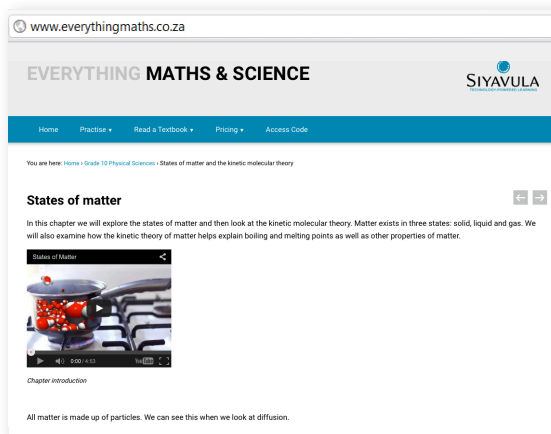 www.everythingmaths.co.za
EVERYTHING MATHS & SCIENCE
SIYAVULA
TECHNOLOGY-POWERED LEARNING
Home Practise ▾ Read a Textbook ▾ Pricing ▾ Access Code
You are here: Home › Grade 10 Physical Sciences › States of matter and the kinetic molecular theory
States of matter
In this chapter we will explore the states of matter and then look at the kinetic molecular theory. Matter exists in three states: solid, liquid and gas. We
will also examine how the kinetic theory of matter helps explain boiling and melting points as well as other properties of matter.
States of Matter
0:00 / 4:53 YouTube
Chapter introduction
All matter is made up of particles. We can see this when we look at diffusion.